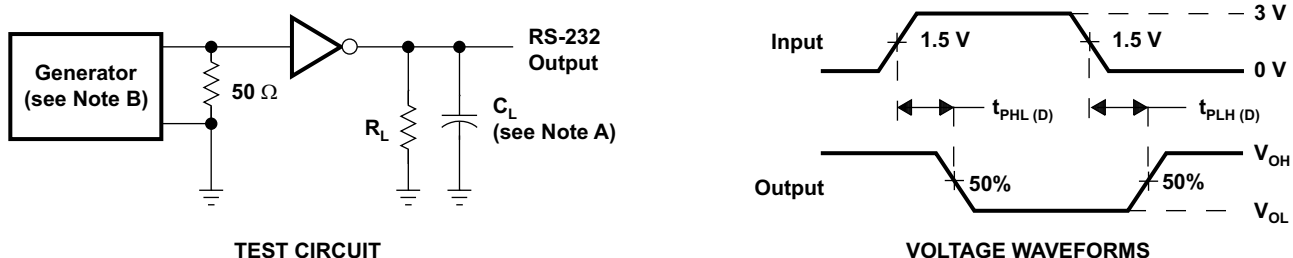 Generator
(see Note B)
50 Ω
R_L
C_L
(see Note A)
RS-232
Output
TEST CIRCUIT
Input
1.5 V
1.5 V
3 V
0 V
t_PHL (D)
t_PLH (D)
Output
50%
50%
V_OH
V_OL
VOLTAGE WAVEFORMS